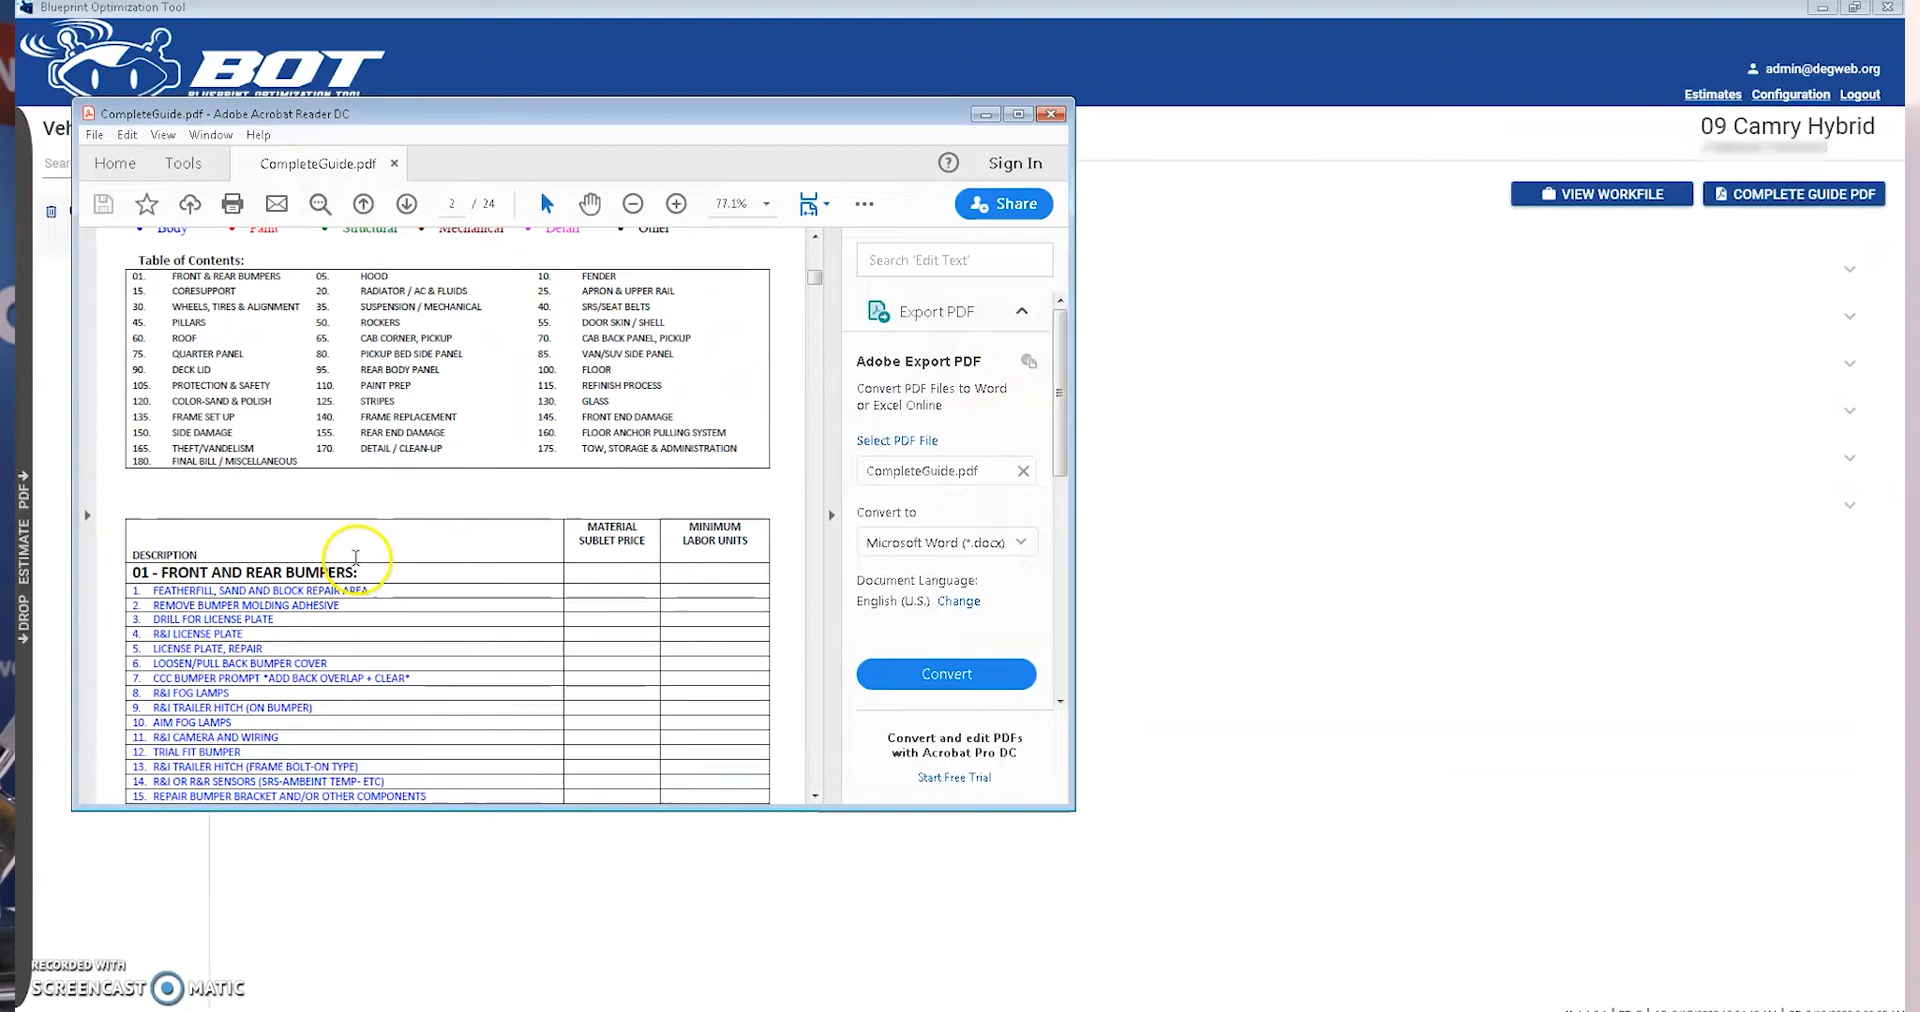 Blueprint Optimization Tool
BOT
BLUEPRINT OPTIMIZATION TOOL
admin@degweb.org
Estimates Configuration Logout
Veh
09 Camry Hybrid
Sear
VIEW WORKFILE COMPLETE GUIDE PDF
CompleteGuide.pdf - Adobe Acrobat Reader DC
File Edit View Window Help
Home Tools CompleteGuide.pdf × ? Sign In
2 / 24 77.1% Share
Body Paint Structural Mechanical Detail Other
Table of Contents:
01. FRONT & REAR BUMPERS 05. HOOD 10. FENDER
15. CORESUPPORT 20. RADIATOR / AC & FLUIDS 25. APRON & UPPER RAIL
30. WHEELS, TIRES & ALIGNMENT 35. SUSPENSION / MECHANICAL 40. SRS/SEAT BELTS
45. PILLARS 50. ROCKERS 55. DOOR SKIN / SHELL
60. ROOF 65. CAB CORNER, PICKUP 70. CAB BACK PANEL, PICKUP
75. QUARTER PANEL 80. PICKUP BED SIDE PANEL 85. VAN/SUV SIDE PANEL
90. DECK LID 95. REAR BODY PANEL 100. FLOOR
105. PROTECTION & SAFETY 110. PAINT PREP 115. REFINISH PROCESS
120. COLOR-SAND & POLISH 125. STRIPES 130. GLASS
135. FRAME SET UP 140. FRAME REPLACEMENT 145. FRONT END DAMAGE
150. SIDE DAMAGE 155. REAR END DAMAGE 160. FLOOR ANCHOR PULLING SYSTEM
165. THEFT/VANDELISM 170. DETAIL / CLEAN-UP 175. TOW, STORAGE & ADMINISTRATION
180. FINAL BILL / MISCELLANEOUS
MATERIAL SUBLET PRICE
MINIMUM LABOR UNITS
DESCRIPTION
01 - FRONT AND REAR BUMPERS:
1. FEATHERFILL, SAND AND BLOCK REPAIR AREA
2. REMOVE BUMPER MOLDING ADHESIVE
3. DRILL FOR LICENSE PLATE
4. R&I LICENSE PLATE
5. LICENSE PLATE, REPAIR
6. LOOSEN/PULL BACK BUMPER COVER
7. CCC BUMPER PROMPT *ADD BACK OVERLAP + CLEAR*
8. R&I FOG LAMPS
9. R&I TRAILER HITCH (ON BUMPER)
10. AIM FOG LAMPS
11. R&I CAMERA AND WIRING
12. TRIAL FIT BUMPER
13. R&I TRAILER HITCH (FRAME BOLT-ON TYPE)
14. R&I OR R&R SENSORS (SRS-AMBEINT TEMP- ETC)
15. REPAIR BUMPER BRACKET AND/OR OTHER COMPONENTS
Search 'Edit Text'
Export PDF
Adobe Export PDF
Convert PDF Files to Word
or Excel Online
Select PDF File
CompleteGuide.pdf
Convert to
Microsoft Word (*.docx)
Document Language:
English (U.S.) Change
Convert
Convert and edit PDFs
with Acrobat Pro DC
Start Free Trial
DROP ESTIMATE PDF
RECORDED WITH
SCREENCAST MATIC